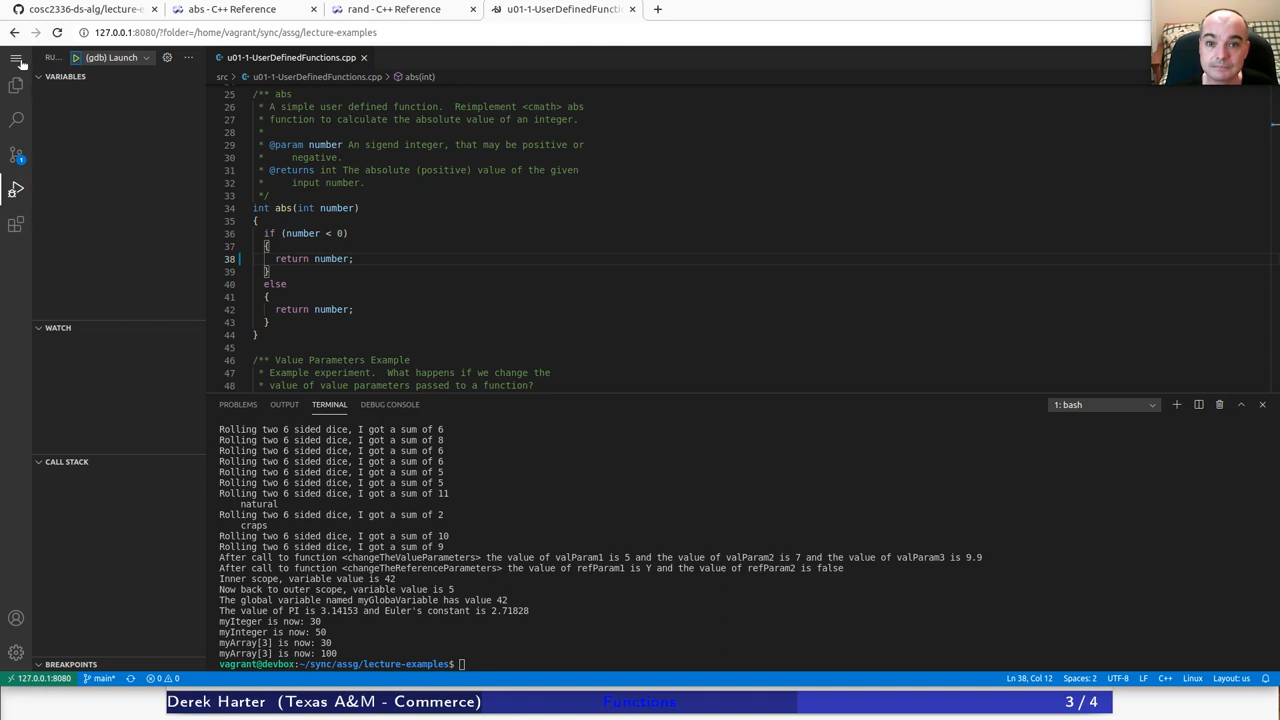 cosc2336-ds-alg/lecture-e
abs - C++ Reference
rand - C++ Reference
u01-1-UserDefinedFuncti
127.0.0.1:8080/?folder=/home/vagrant/sync/assg/lecture-examples
RU...
(gdb) Launch
u01-1-UserDefinedFunctions.cpp
VARIABLES
src > u01-1-UserDefinedFunctions.cpp > abs(int)
25 /** abs
26 * A simple user defined function.  Reimplement <cmath> abs
27 * function to calculate the absolute value of an integer.
28 *
29 * @param number An sigend integer, that may be positive or
30 *     negative.
31 * @returns int The absolute (positive) value of the given
32 *     input number.
33 */
34 int abs(int number)
35 {
36   if (number < 0)
37   {
38     return number;
39   }
40   else
41   {
42     return number;
43   }
44 }
45
46 /** Value Parameters Example
47 * Example experiment.  What happens if we change the
48 * value of value parameters passed to a function?
WATCH
CALL STACK
BREAKPOINTS
1
PROBLEMS
OUTPUT
TERMINAL
DEBUG CONSOLE
1: bash
Rolling two 6 sided dice, I got a sum of 6
Rolling two 6 sided dice, I got a sum of 8
Rolling two 6 sided dice, I got a sum of 6
Rolling two 6 sided dice, I got a sum of 6
Rolling two 6 sided dice, I got a sum of 5
Rolling two 6 sided dice, I got a sum of 5
Rolling two 6 sided dice, I got a sum of 11
natural
Rolling two 6 sided dice, I got a sum of 2
craps
Rolling two 6 sided dice, I got a sum of 10
Rolling two 6 sided dice, I got a sum of 9
After call to function <changeTheValueParameters> the value of valParam1 is 5 and the value of valParam2 is 7 and the value of valParam3 is 9.9
After call to function <changeTheReferenceParameters> the value of refParam1 is Y and the value of refParam2 is false
Inner scope, variable value is 42
Now back to outer scope, variable value is 5
The global variable named myGlobaVariable has value 42
The value of PI is 3.14153 and Euler's constant is 2.71828
myIteger is now: 30
myInteger is now: 50
myArray[3] is now: 30
myArray[3] is now: 100
vagrant@devbox:~/sync/assg/lecture-examples$
127.0.0.1:8080
main*
0 0
Ln 38, Col 12
Spaces: 2
UTF-8
LF
C++
Linux
Layout: us
Derek Harter (Texas A&M - Commerce)
Functions
3 / 4